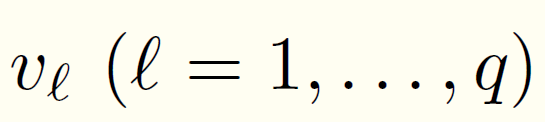 v_ℓ (ℓ = 1, . . . , q)